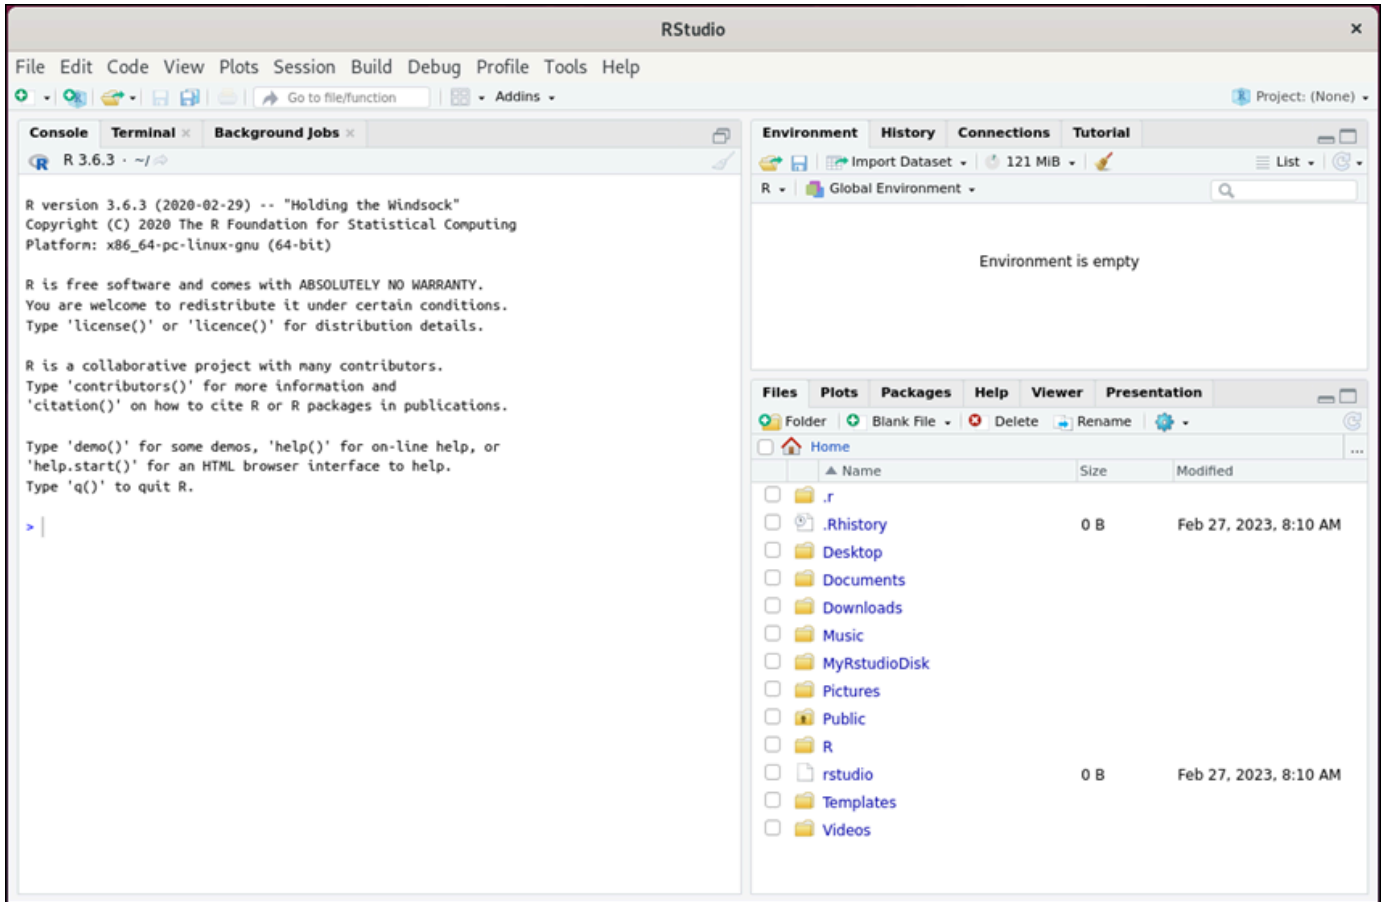 RStudio
File Edit Code View Plots Session Build Debug Profile Tools Help
Go to file/function Addins Project: (None)
Console Terminal Background Jobs
R 3.6.3 · ~/
R version 3.6.3 (2020-02-29) -- "Holding the Windsock"
Copyright (C) 2020 The R Foundation for Statistical Computing
Platform: x86_64-pc-linux-gnu (64-bit)
R is free software and comes with ABSOLUTELY NO WARRANTY.
You are welcome to redistribute it under certain conditions.
Type 'license()' or 'licence()' for distribution details.
R is a collaborative project with many contributors.
Type 'contributors()' for more information and
'citation()' on how to cite R or R packages in publications.
Type 'demo()' for some demos, 'help()' for on-line help, or
'help.start()' for an HTML browser interface to help.
Type 'q()' to quit R.
>
Environment History Connections Tutorial
Import Dataset 121 MiB List
R Global Environment
Environment is empty
Files Plots Packages Help Viewer Presentation
Folder Blank File Delete Rename
Home ...
Name Size Modified
.r
.Rhistory 0 B Feb 27, 2023, 8:10 AM
Desktop
Documents
Downloads
Music
MyRstudioDisk
Pictures
Public
R
rstudio 0 B Feb 27, 2023, 8:10 AM
Templates
Videos